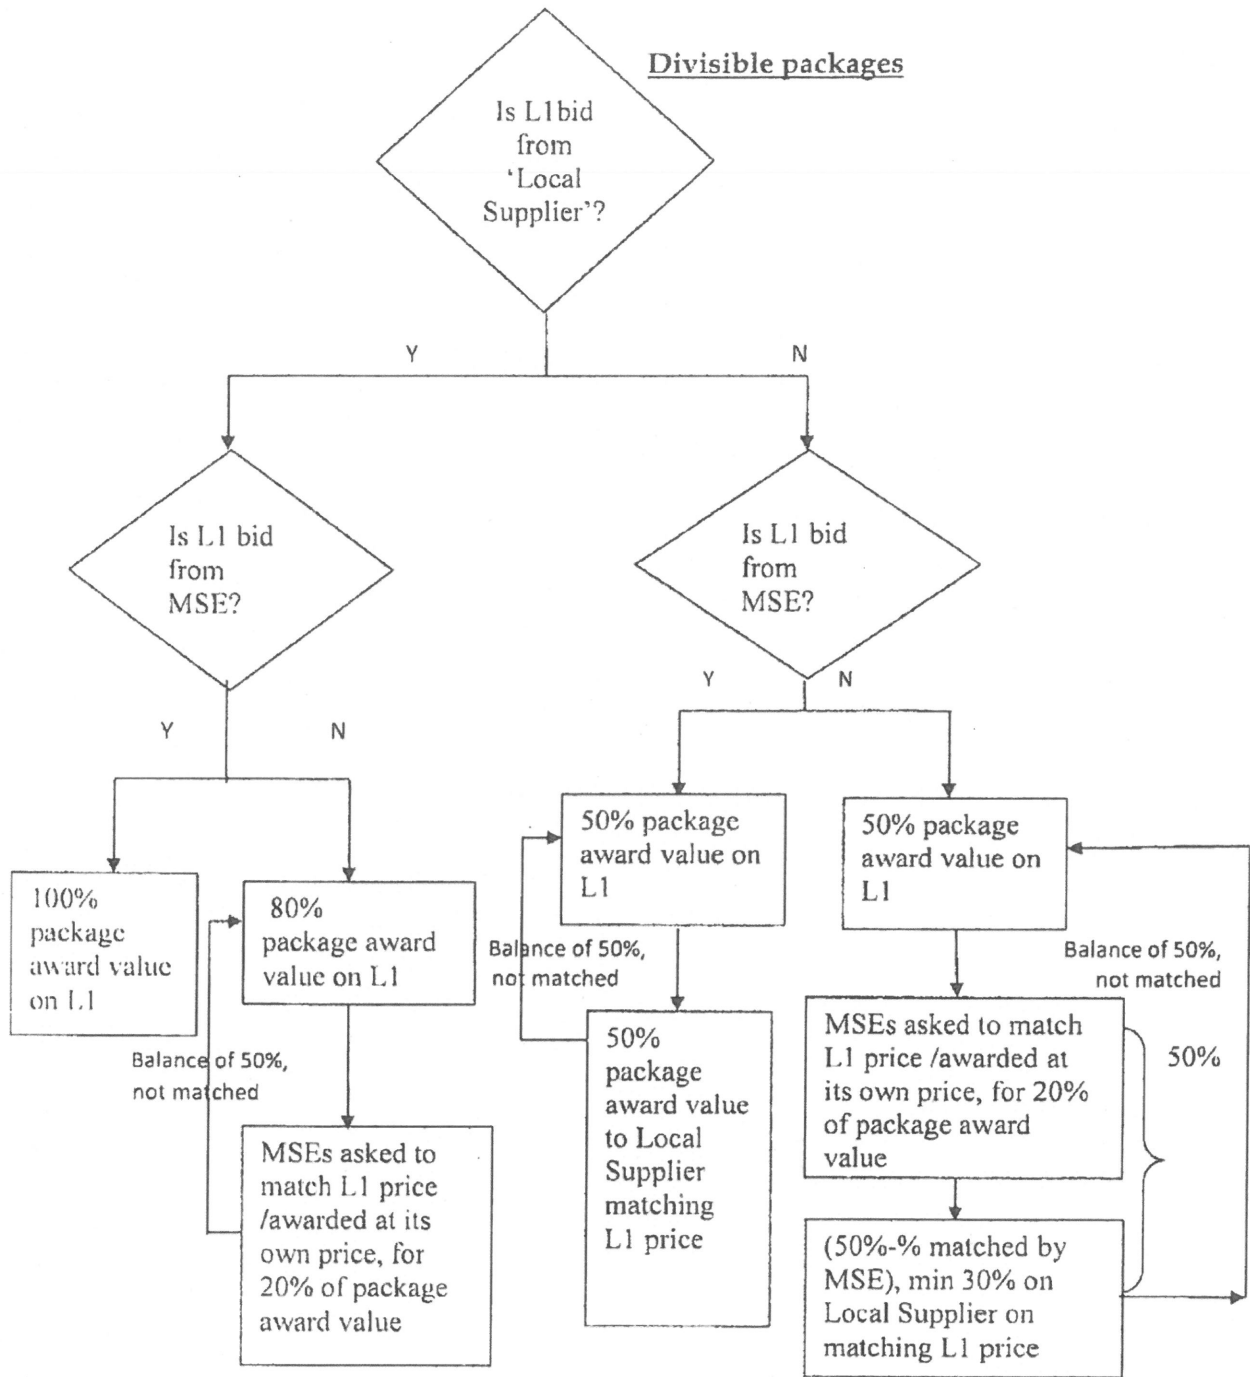 Divisible packages
Is L1bid
from
‘Local
Supplier’?
Y
N
Is L1 bid
from
MSE?
Is L1 bid
from
MSE?
Y
N
Y
N
100%
package
award value
on L1
80%
package award
value on L1
Balance of 50%,
not matched
MSEs asked to
match L1 price
/awarded at its
own price, for
20% of package
award value
50% package
award value on
L1
Balance of 50%,
not matched
50%
package
award value
to Local
Supplier
matching
L1 price
50% package
award value on
L1
Balance of 50%,
not matched
MSEs asked to match
L1 price /awarded at
its own price, for 20%
of package award
value
50%
(50%-% matched by
MSE), min 30% on
Local Supplier on
matching L1 price